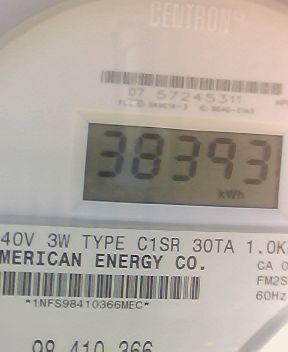 CENTRON
07 57245311
38393
kWh
40V 3W TYPE C1SR 30TA 1.0K
MERICAN ENERGY CO.
CA 0
FM2S
60Hz
*1NFS98410366MEC*
98 410 366